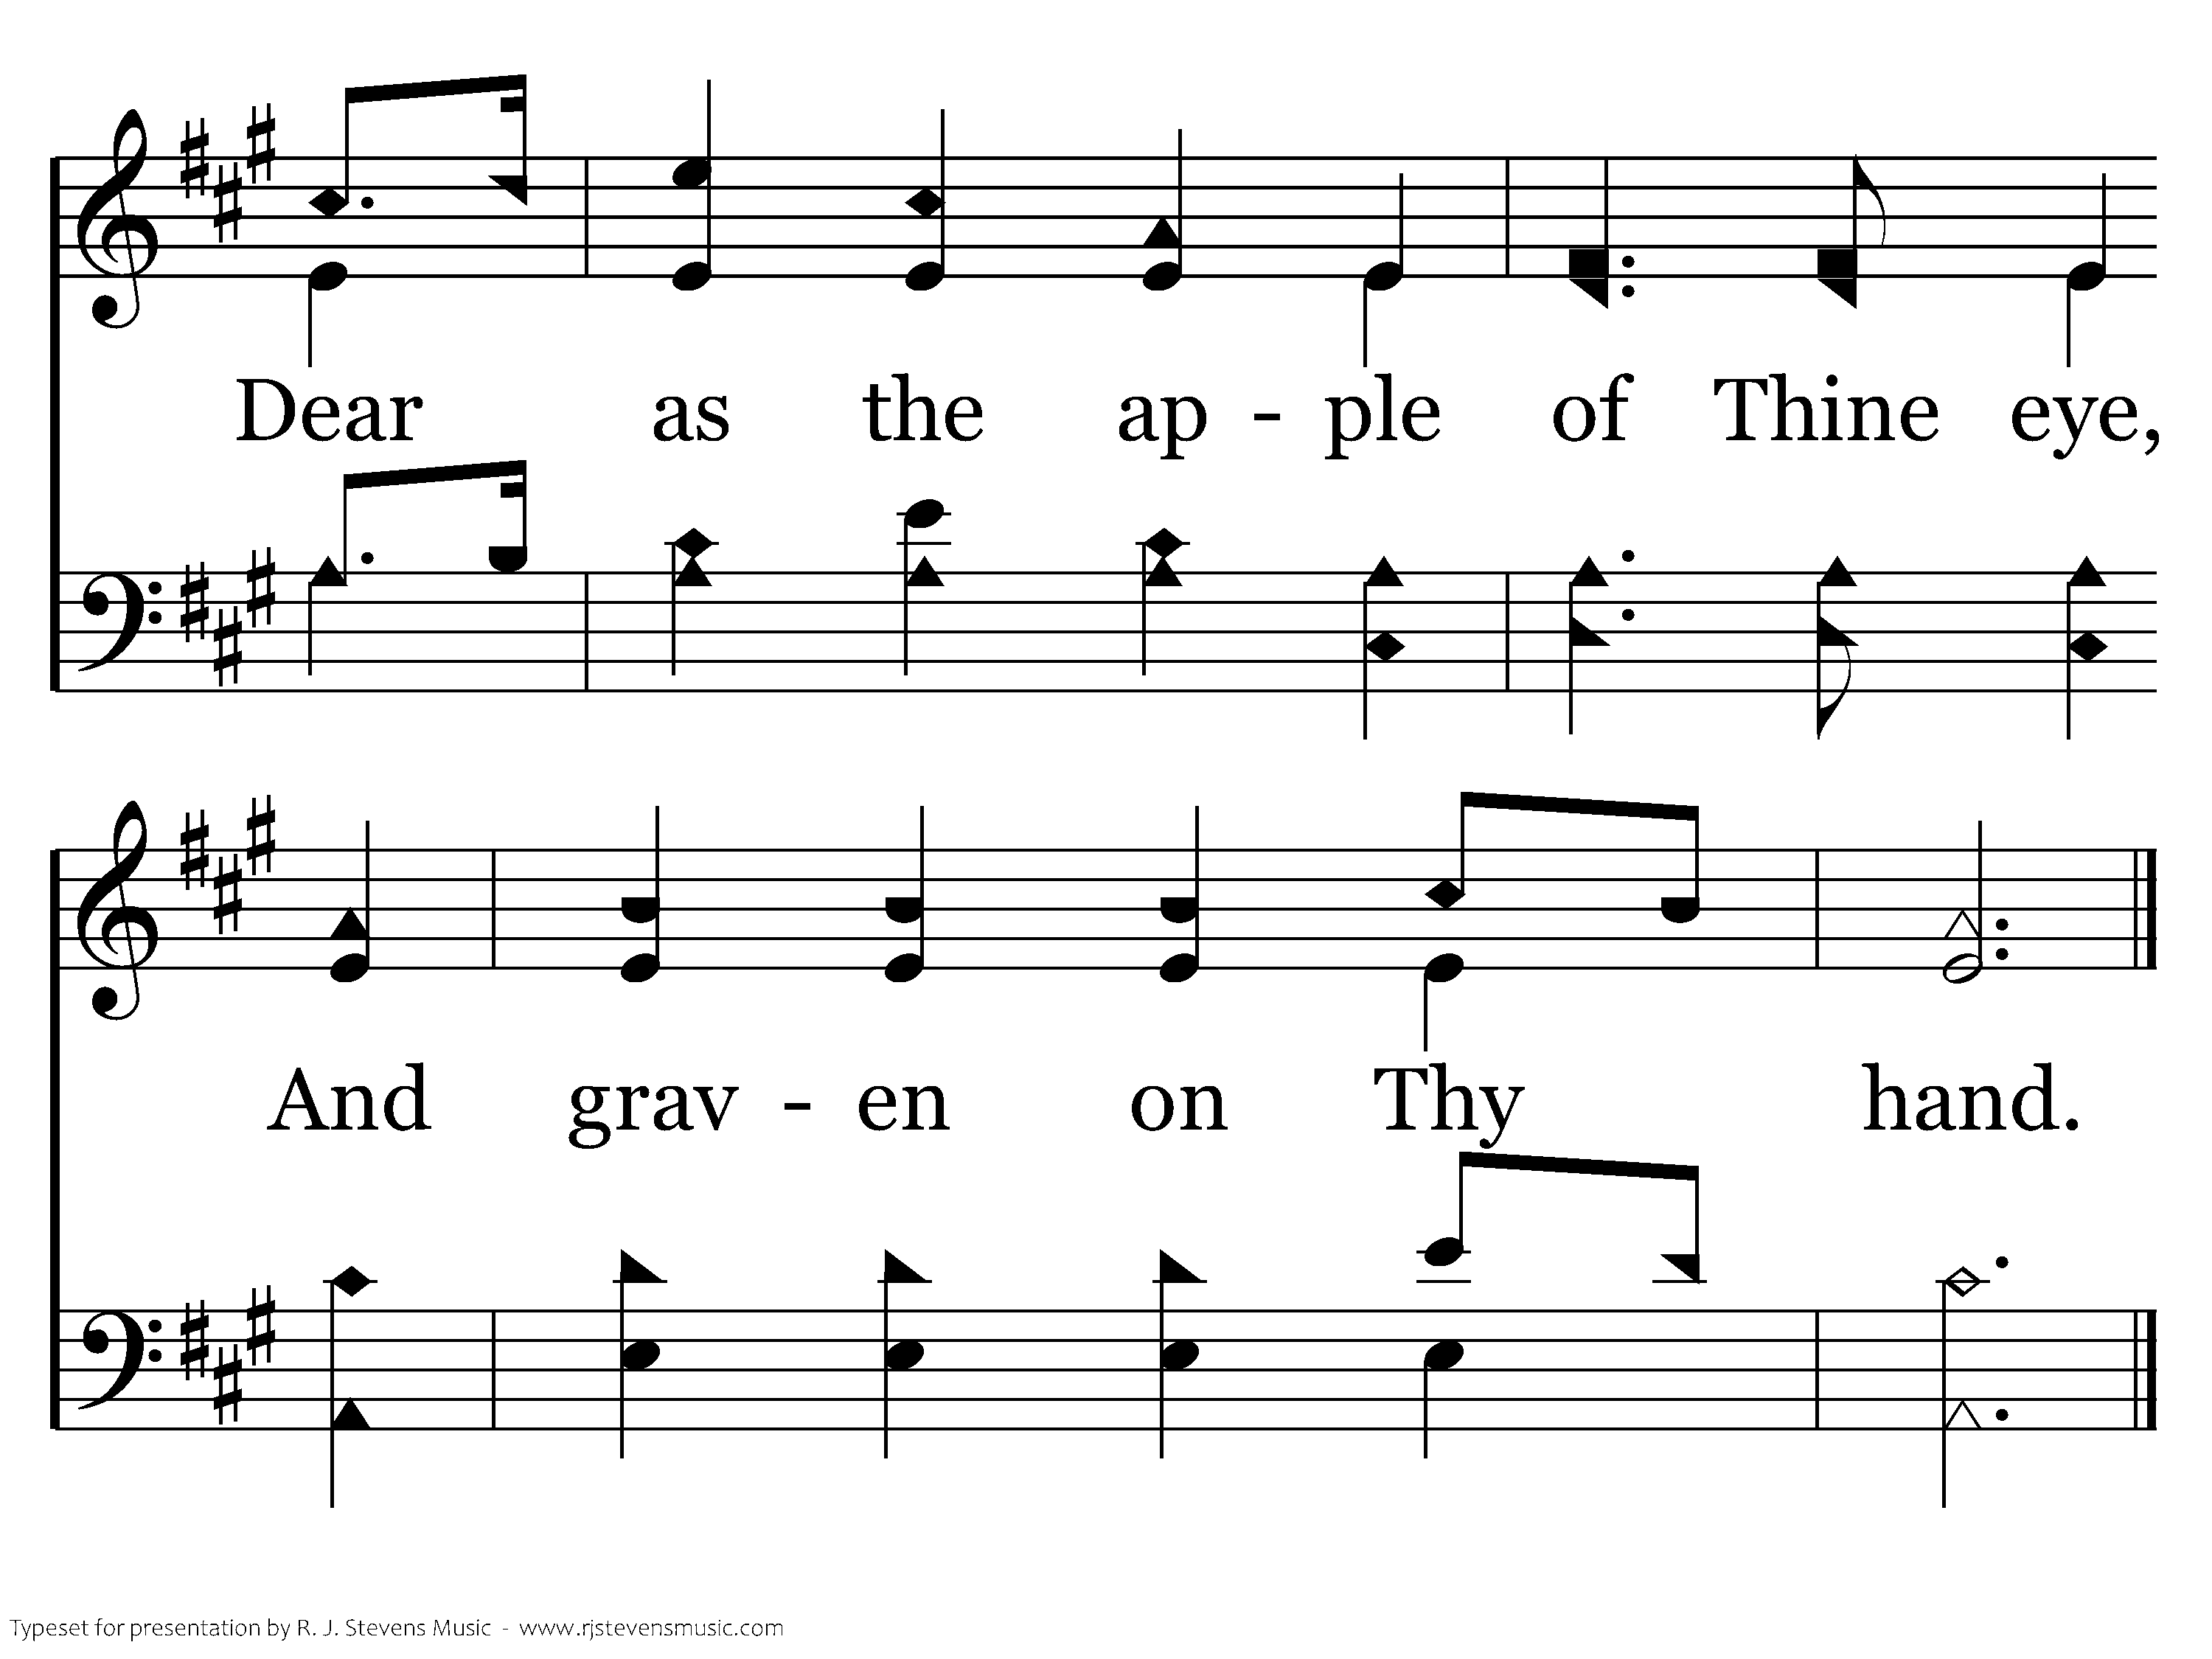 Dear as the ap - ple of Thine eye,
And grav - en on Thy hand.
Typeset for presentation by R. J. Stevens Music - www.rjstevensmusic.com